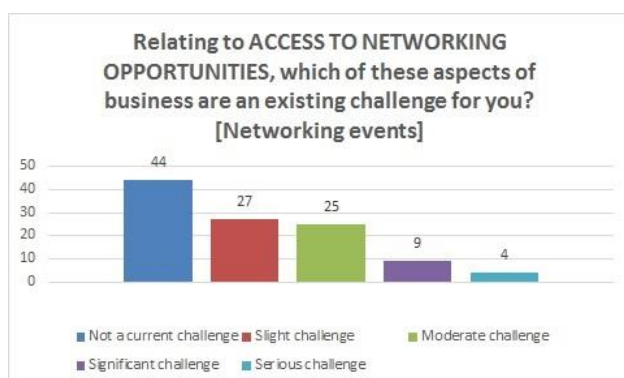 Relating to ACCESS TO NETWORKING
OPPORTUNITIES, which of these aspects of
business are an existing challenge for you?
[Networking events]
50
40
30
20
10
0
44
27
25
9
4
Not a current challenge Slight challenge Moderate challenge
Significant challenge Serious challenge